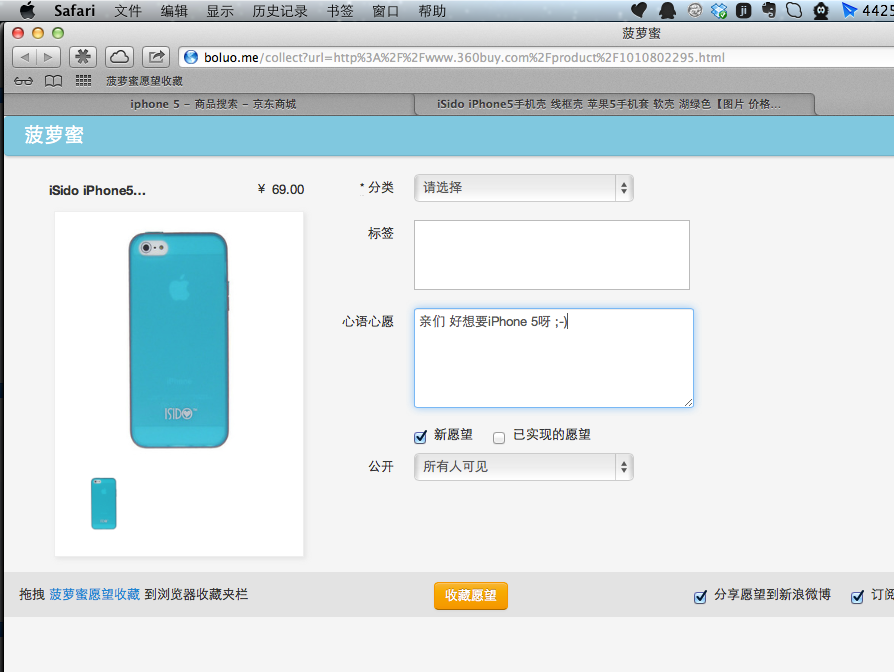 Safari 文件 编辑 显示 历史记录 书签 窗口 帮助 4425
菠萝蜜
boluo.me/collect?url=http%3A%2F%2Fwww.360buy.com%2Fproduct%2F1010802295.html
菠萝蜜愿望收藏
iphone 5 - 商品搜索 - 京东商城
iSido iPhone5手机壳 线框壳 苹果5手机套 软壳 湖绿色【图片 价格...
菠萝蜜
iSido iPhone5... ¥ 69.00
ISIDO
* 分类 请选择
标签
心语心愿 亲们 好想要iPhone 5呀 ;-)
新愿望 已实现的愿望
公开 所有人可见
拖拽 菠萝蜜愿望收藏 到浏览器收藏夹栏 收藏愿望 分享愿望到新浪微博 订阅